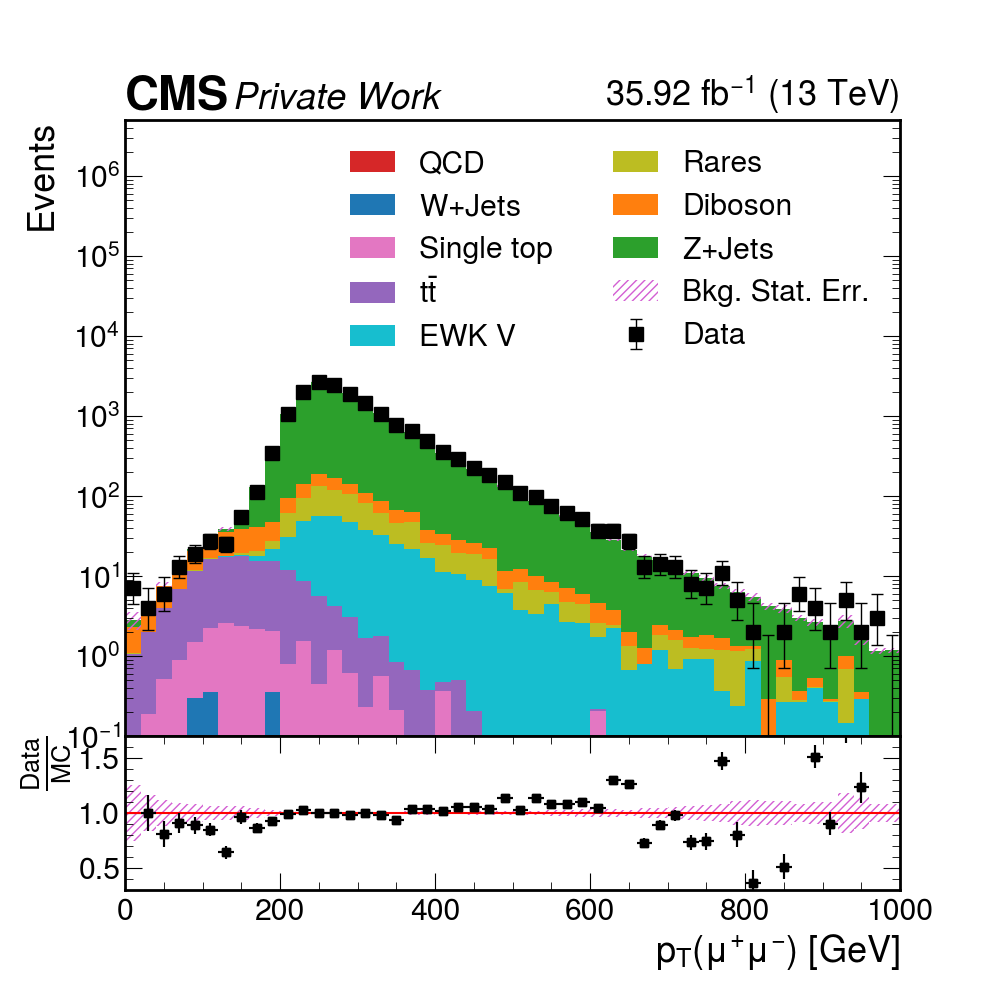 CMS Private Work 35.92 fb⁻¹ (13 TeV)
Events
10⁶
10⁵
10⁴
10³
10²
10¹
10⁰
10⁻¹
QCD
W+Jets
Single top
tt̄
EWK V
Rares
Diboson
Z+Jets
Bkg. Stat. Err.
Data
Data
MC
1.5
1.0
0.5
0 200 400 600 800 1000
p_T(μ⁺μ⁻) [GeV]